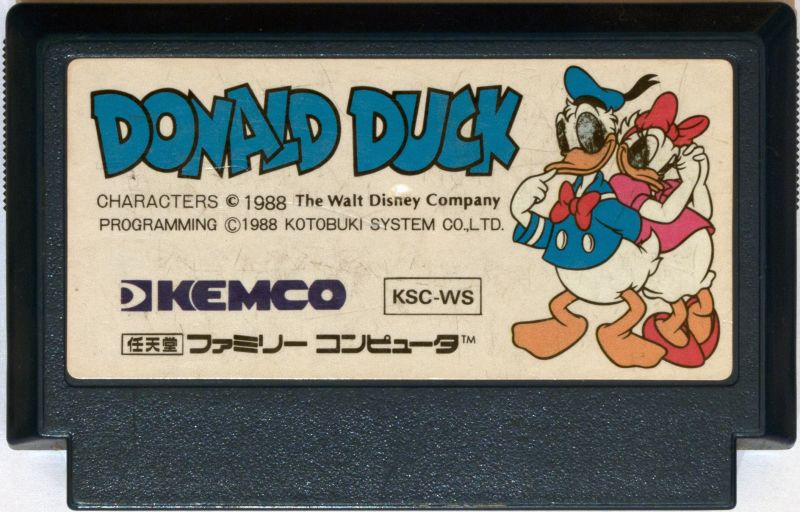 DONALD DUCK
CHARACTERS © 1988 The Walt Disney Company
PROGRAMMING ©1988 KOTOBUKI SYSTEM CO.,LTD.
KEMCO
KSC-WS
任天堂 ファミリー コンピュータ™